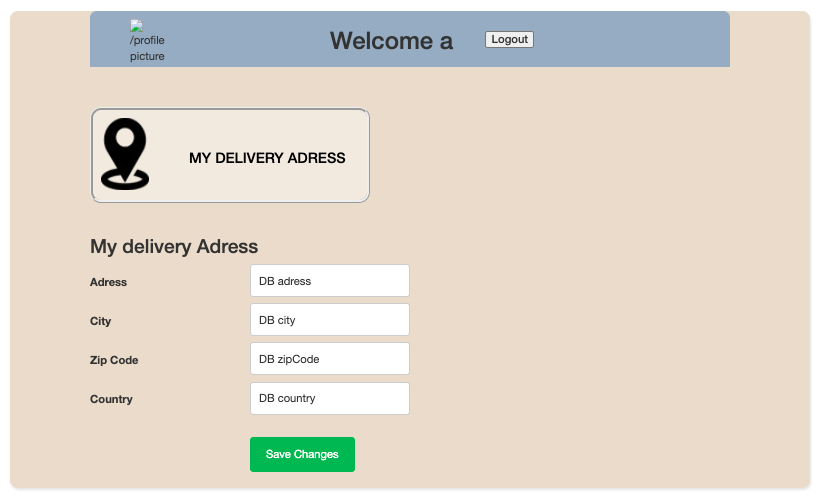 /profile
picture
Welcome a
Logout
MY DELIVERY ADRESS
My delivery Adress
Adress
DB adress
City
DB city
Zip Code
DB zipCode
Country
DB country
Save Changes